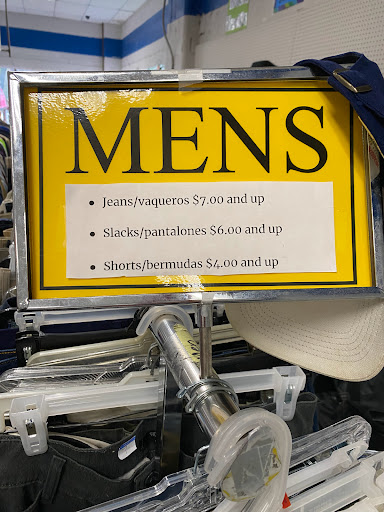 MENS
• Jeans/vaqueros $7.00 and up
• Slacks/pantalones $6.00 and up
• Shorts/bermudas $4.00 and up